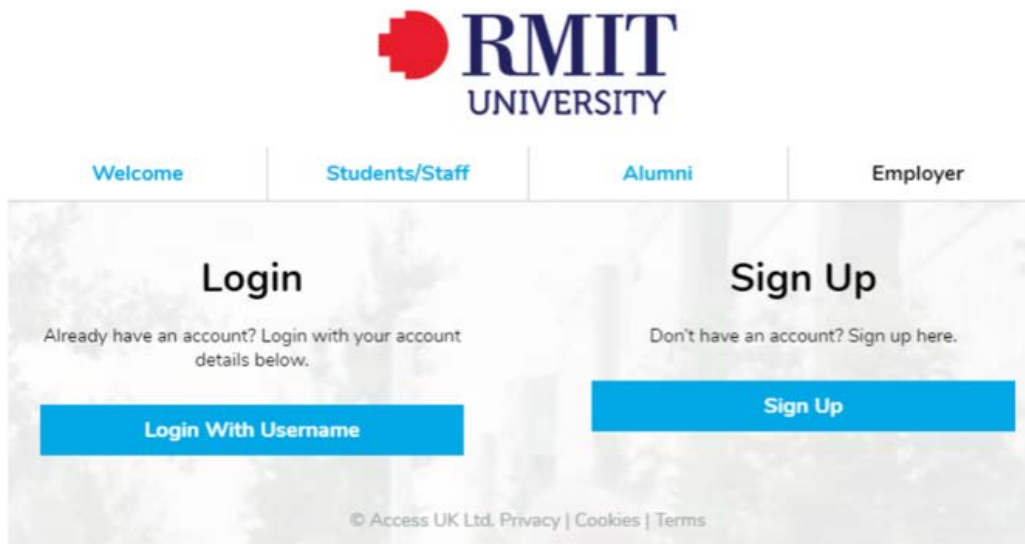 RMIT
UNIVERSITY
Welcome Students/Staff Alumni Employer
Login
Already have an account? Login with your account
details below.
Login With Username
Sign Up
Don't have an account? Sign up here.
Sign Up
© Access UK Ltd. Privacy | Cookies | Terms